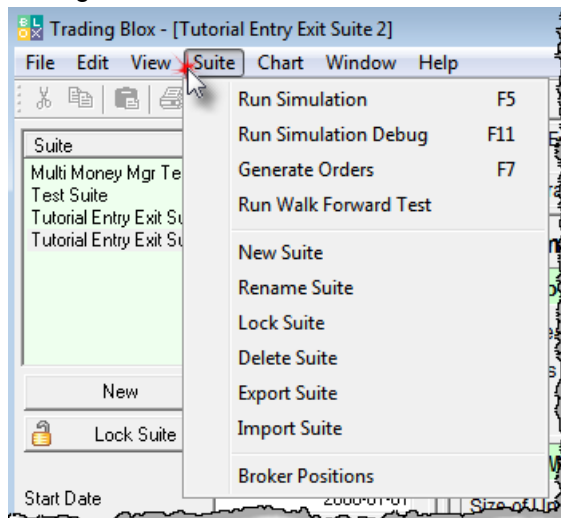 Trading Blox - [Tutorial Entry Exit Suite 2]
File Edit View Suite Chart Window Help
Run Simulation F5
Run Simulation Debug F11
Generate Orders F7
Run Walk Forward Test
New Suite
Rename Suite
Lock Suite
Delete Suite
Export Suite
Import Suite
Broker Positions
Suite
Multi Money Mgr Te
Test Suite
Tutorial Entry Exit Su
Tutorial Entry Exit Su
New
Lock Suite
Start Date
Size of Un